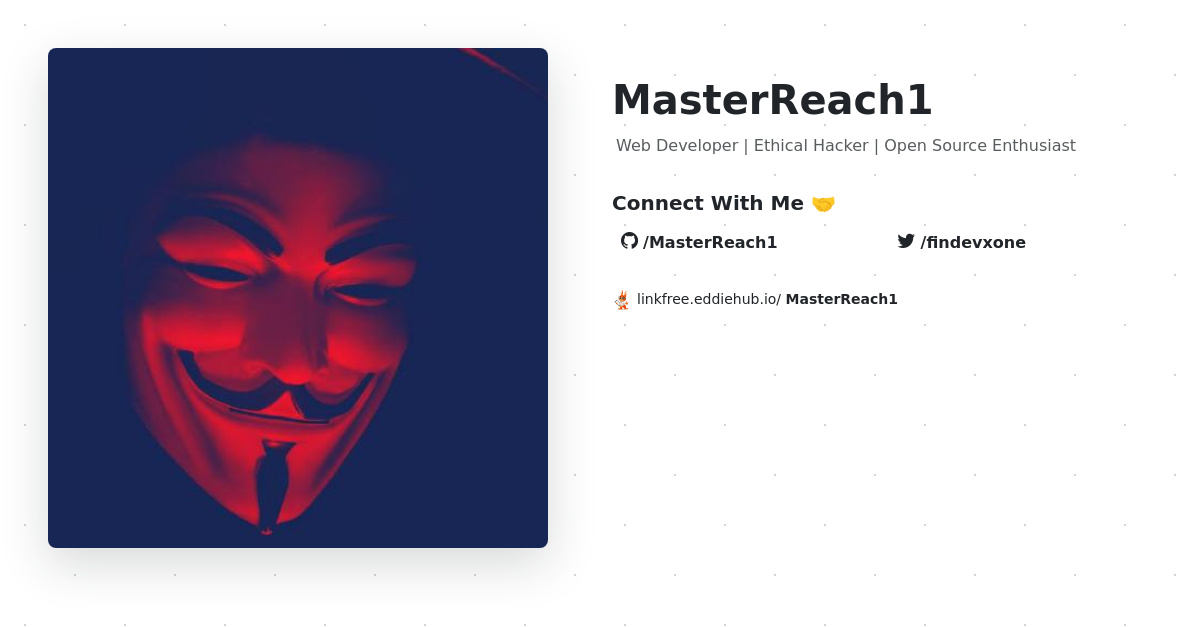 MasterReach1
Web Developer | Ethical Hacker | Open Source Enthusiast
Connect With Me 🤝
/MasterReach1
/findevxone
linkfree.eddiehub.io/ MasterReach1